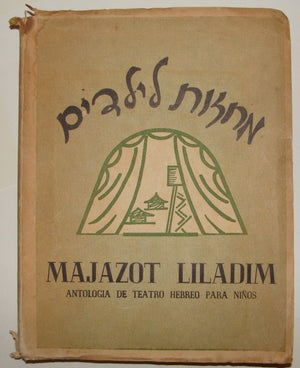 מחזות לילדים
MAJAZOT LILADIM
ANTOLOGIA DE TEATRO HEBREO PARA NIÑOS